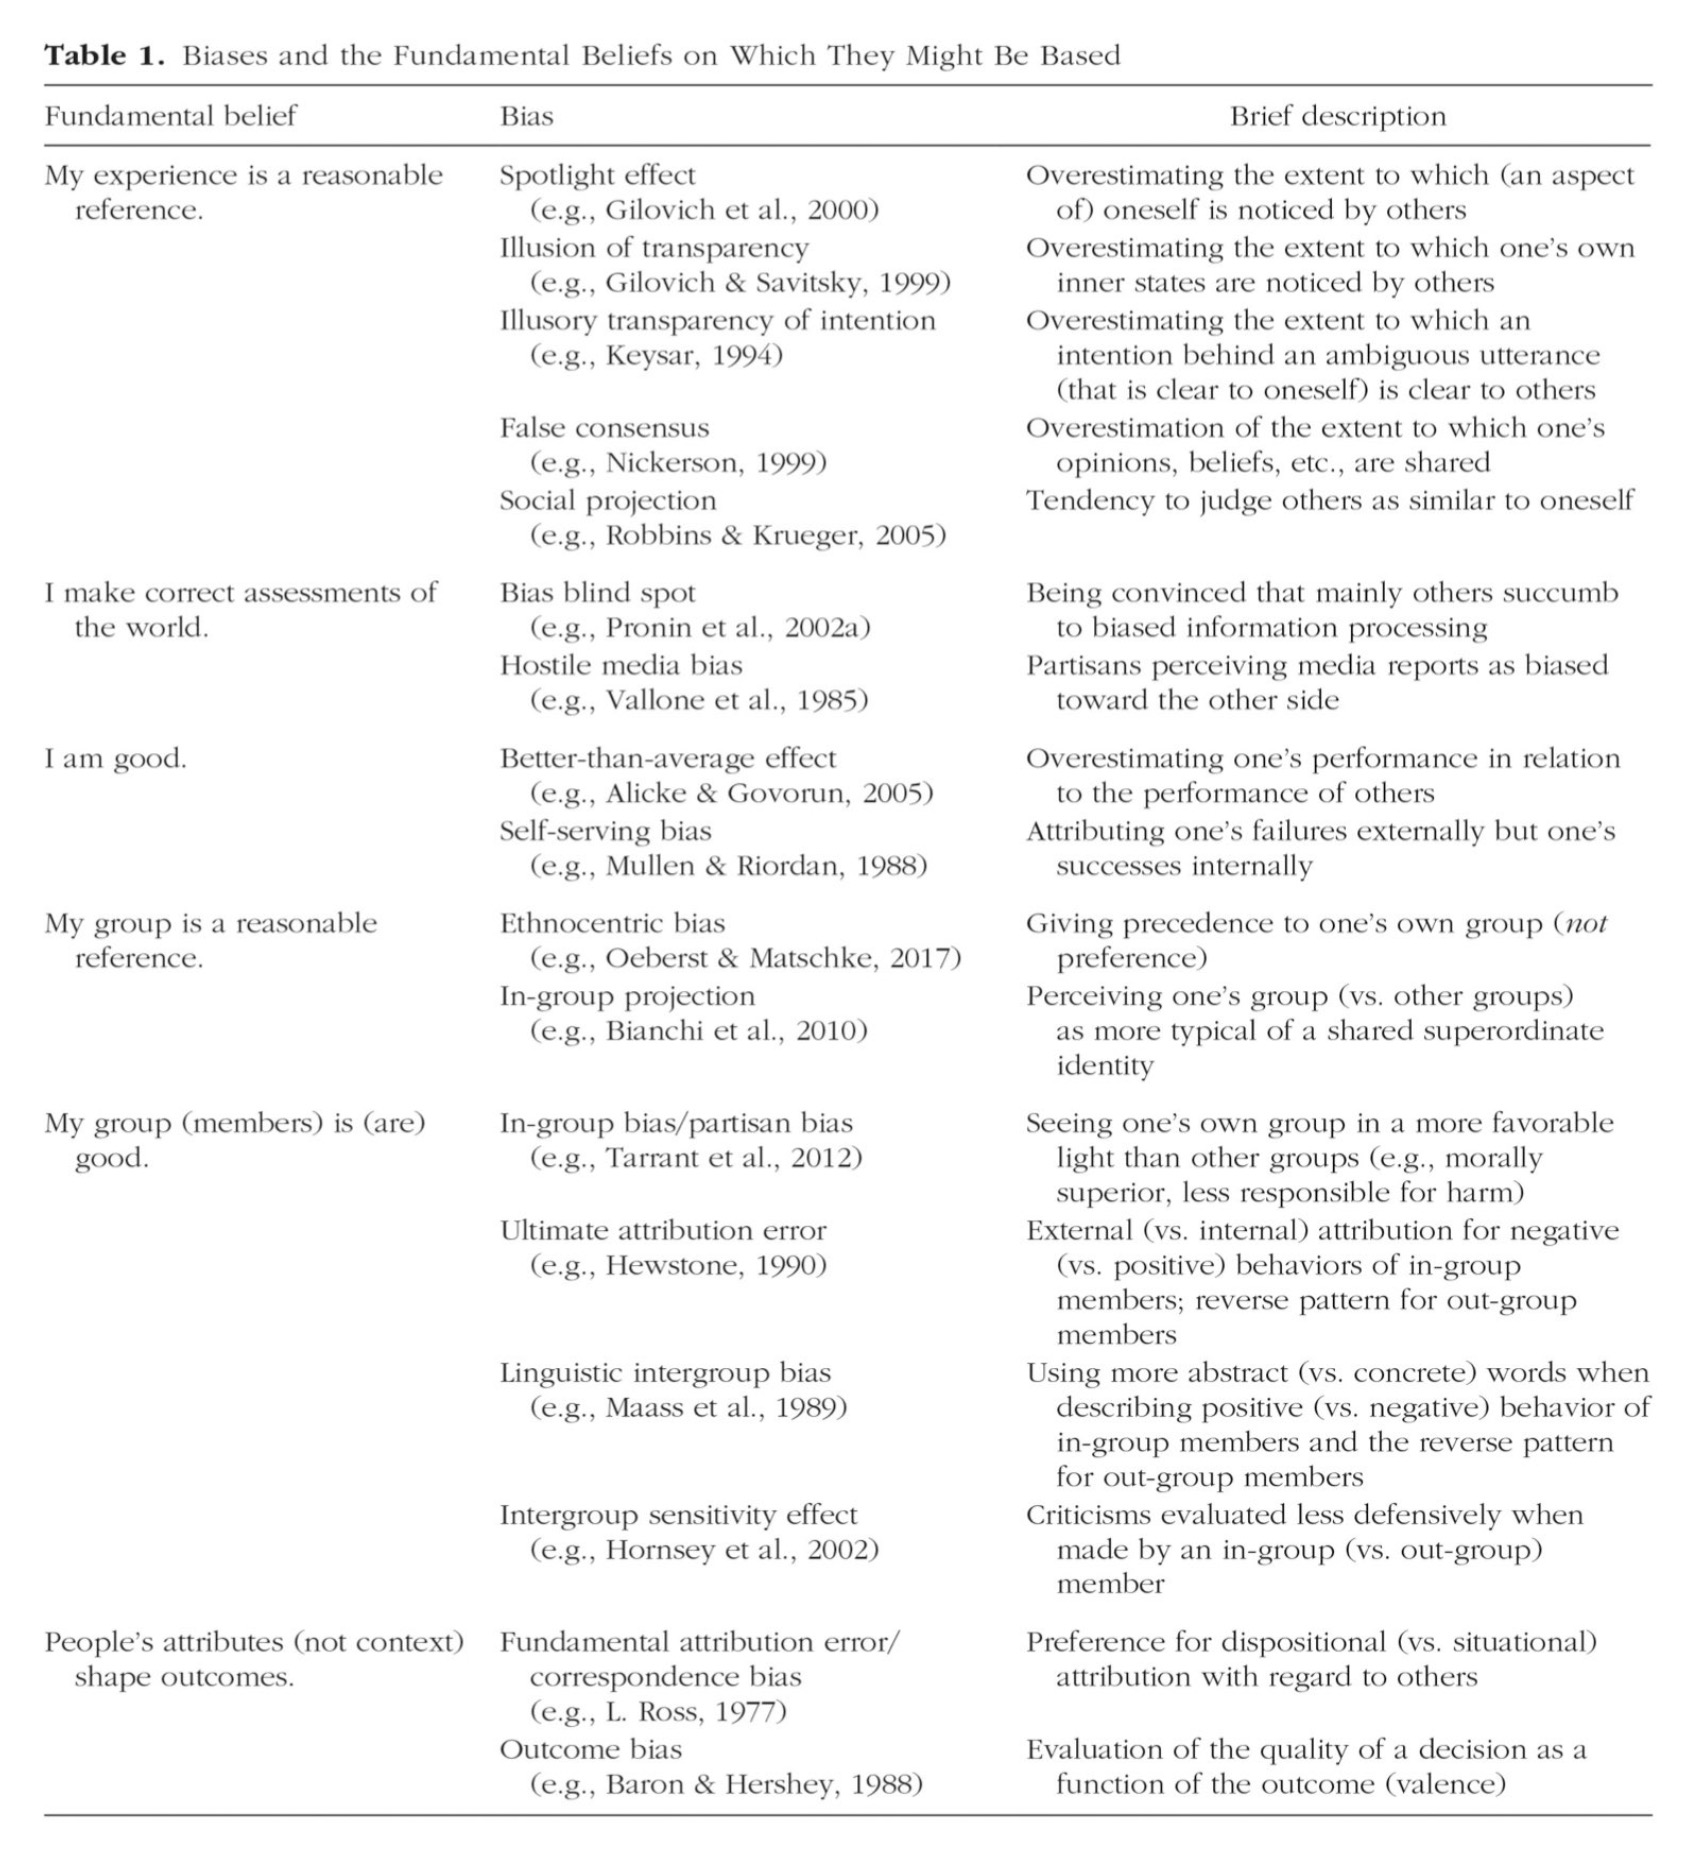 Table 1. Biases and the Fundamental Beliefs on Which They Might Be Based
Fundamental belief Bias Brief description
My experience is a reasonable
reference.
Spotlight effect
(e.g., Gilovich et al., 2000)
Overestimating the extent to which (an aspect
of) oneself is noticed by others
Illusion of transparency
(e.g., Gilovich & Savitsky, 1999)
Overestimating the extent to which one's own
inner states are noticed by others
Illusory transparency of intention
(e.g., Keysar, 1994)
Overestimating the extent to which an
intention behind an ambiguous utterance
(that is clear to oneself) is clear to others
False consensus
(e.g., Nickerson, 1999)
Overestimation of the extent to which one's
opinions, beliefs, etc., are shared
Social projection
(e.g., Robbins & Krueger, 2005)
Tendency to judge others as similar to oneself
I make correct assessments of
the world.
Bias blind spot
(e.g., Pronin et al., 2002a)
Being convinced that mainly others succumb
to biased information processing
Hostile media bias
(e.g., Vallone et al., 1985)
Partisans perceiving media reports as biased
toward the other side
I am good.
Better-than-average effect
(e.g., Alicke & Govorun, 2005)
Overestimating one's performance in relation
to the performance of others
Self-serving bias
(e.g., Mullen & Riordan, 1988)
Attributing one's failures externally but one's
successes internally
My group is a reasonable
reference.
Ethnocentric bias
(e.g., Oeberst & Matschke, 2017)
Giving precedence to one's own group (not
preference)
In-group projection
(e.g., Bianchi et al., 2010)
Perceiving one's group (vs. other groups)
as more typical of a shared superordinate
identity
My group (members) is (are)
good.
In-group bias/partisan bias
(e.g., Tarrant et al., 2012)
Seeing one's own group in a more favorable
light than other groups (e.g., morally
superior, less responsible for harm)
Ultimate attribution error
(e.g., Hewstone, 1990)
External (vs. internal) attribution for negative
(vs. positive) behaviors of in-group
members; reverse pattern for out-group
members
Linguistic intergroup bias
(e.g., Maass et al., 1989)
Using more abstract (vs. concrete) words when
describing positive (vs. negative) behavior of
in-group members and the reverse pattern
for out-group members
Intergroup sensitivity effect
(e.g., Hornsey et al., 2002)
Criticisms evaluated less defensively when
made by an in-group (vs. out-group)
member
People's attributes (not context)
shape outcomes.
Fundamental attribution error/
correspondence bias
(e.g., L. Ross, 1977)
Preference for dispositional (vs. situational)
attribution with regard to others
Outcome bias
(e.g., Baron & Hershey, 1988)
Evaluation of the quality of a decision as a
function of the outcome (valence)